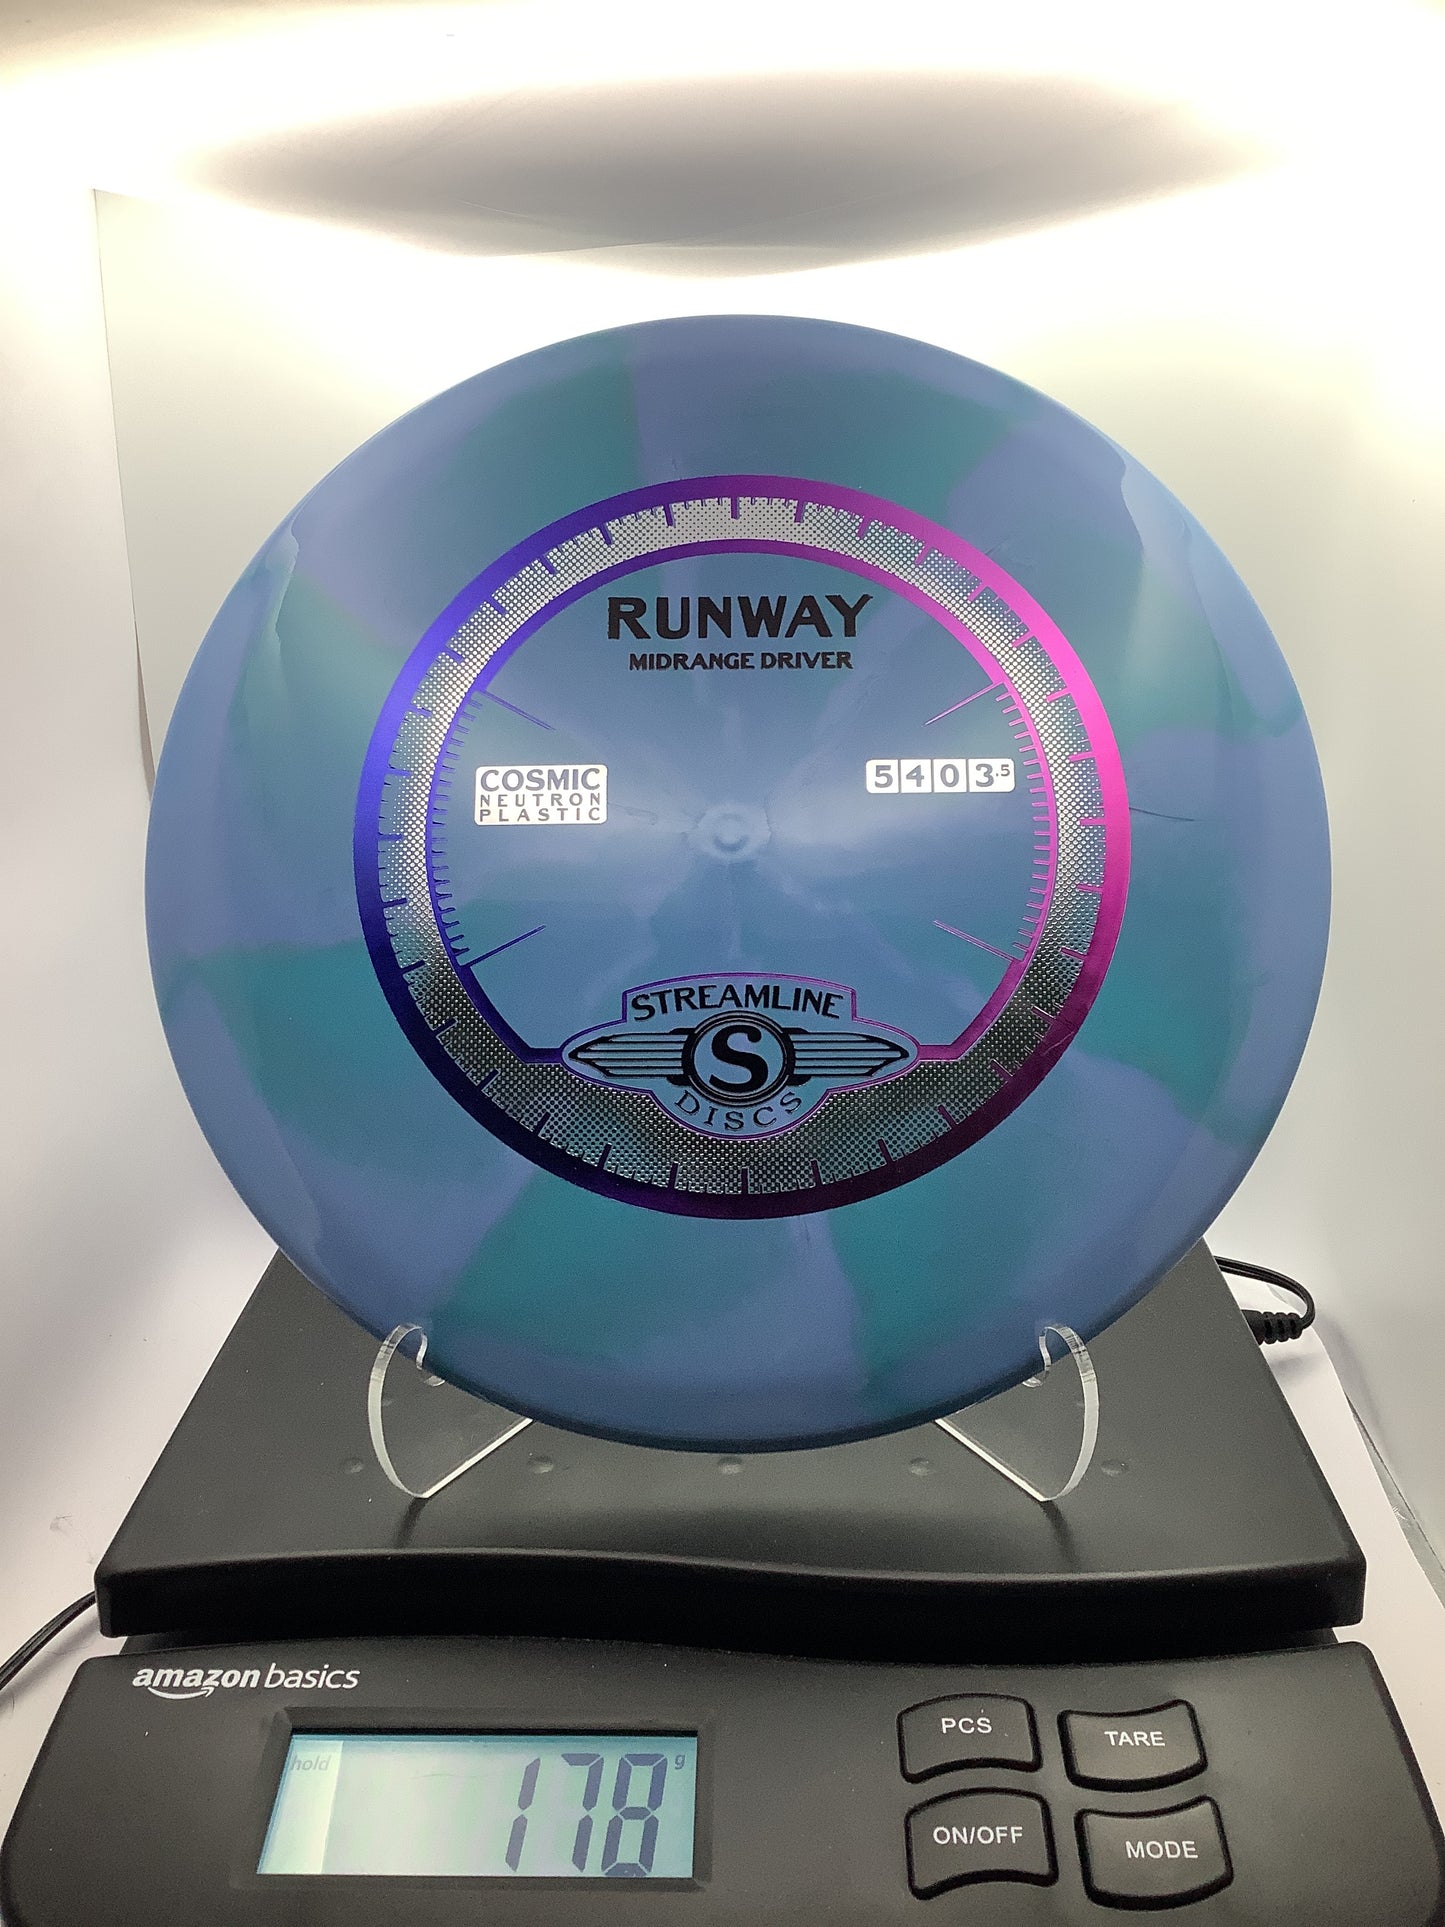 RUNWAY
MIDRANGE DRIVER
COSMIC
NEUTRON
PLASTIC
5 4 0 3.5
STREAMLINE
S
DISCS
amazon basics
hold
178 g
PCS
TARE
ON/OFF
MODE